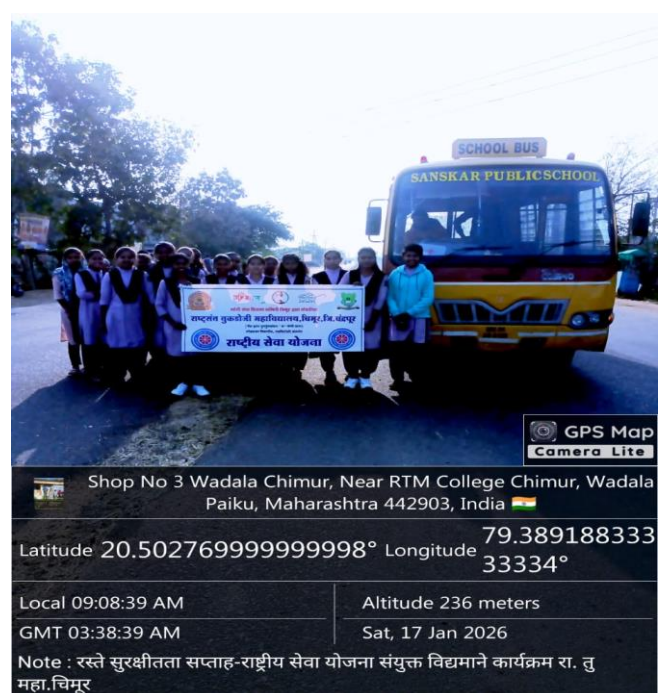 SCHOOL BUS
SANSKAR PUBLIC SCHOOL
राष्ट्रसंत तुकडोजी महाविद्यालय, चिमूर, जि. चंद्रपूर
राष्ट्रीय सेवा योजना
GPS Map
Camera Lite
Shop No 3 Wadala Chimur, Near RTM College Chimur, Wadala
Paiku, Maharashtra 442903, India
Latitude 20.502769999999998° Longitude 79.389188333
33334°
Local 09:08:39 AM
Altitude 236 meters
GMT 03:38:39 AM
Sat, 17 Jan 2026
Note : रस्ते सुरक्षीतता सप्ताह-राष्ट्रीय सेवा योजना संयुक्त विद्यमाने कार्यक्रम रा. तु
महा.चिमूर